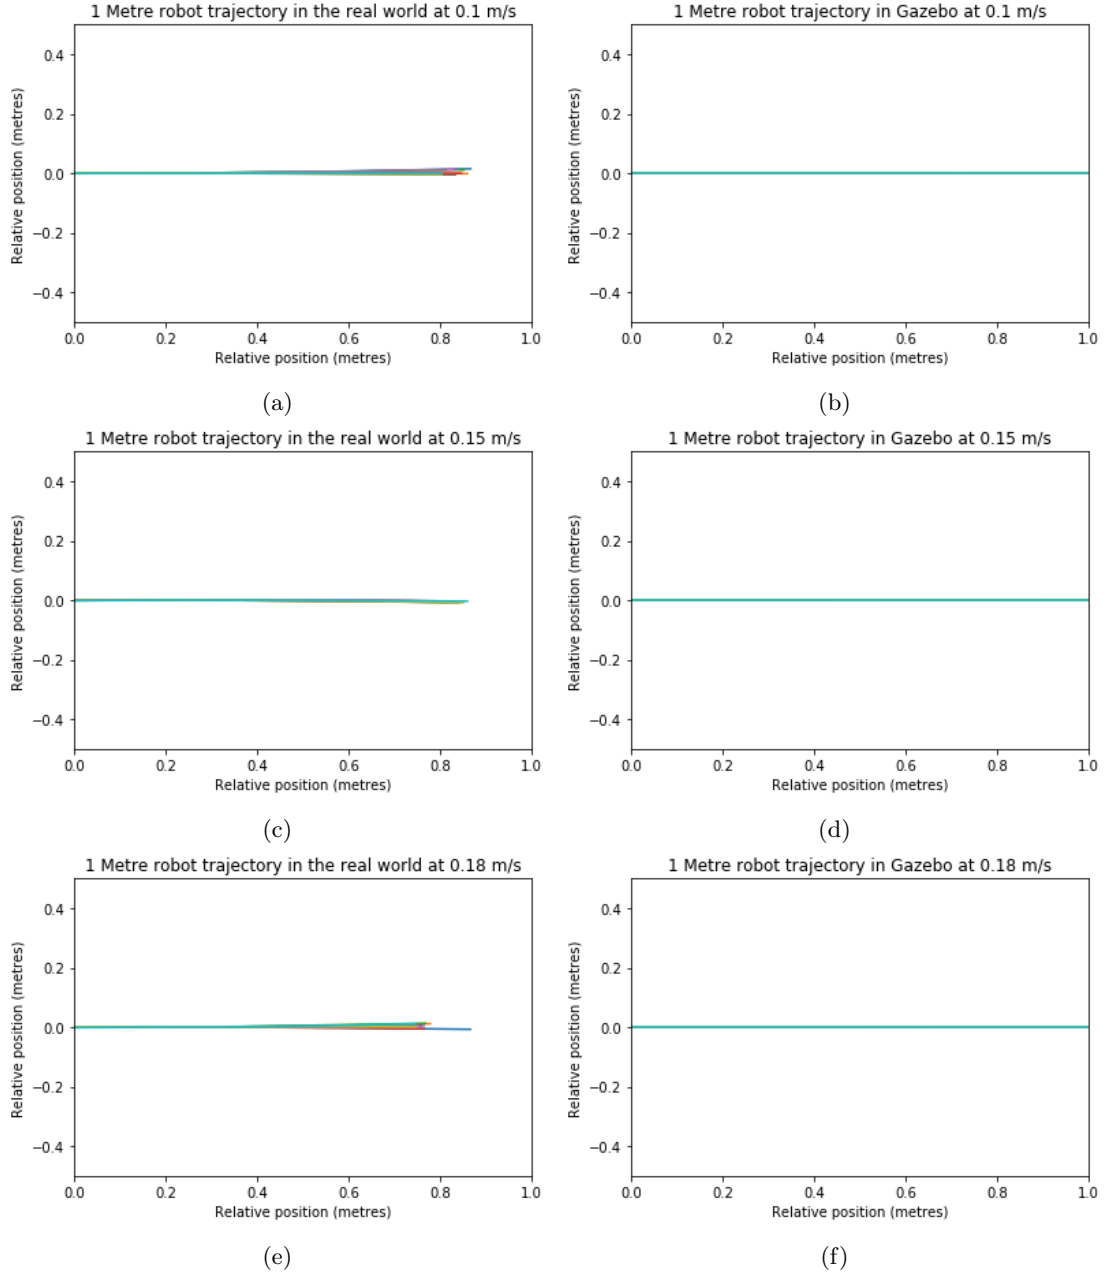 1 Metre robot trajectory in the real world at 0.1 m/s
Relative position (metres)
0.4
0.2
0.0
−0.2
−0.4
0.0 0.2 0.4 0.6 0.8 1.0
Relative position (metres)
(a)
1 Metre robot trajectory in Gazebo at 0.1 m/s
Relative position (metres)
0.4
0.2
0.0
−0.2
−0.4
0.0 0.2 0.4 0.6 0.8 1.0
Relative position (metres)
(b)
1 Metre robot trajectory in the real world at 0.15 m/s
Relative position (metres)
0.4
0.2
0.0
−0.2
−0.4
0.0 0.2 0.4 0.6 0.8 1.0
Relative position (metres)
(c)
1 Metre robot trajectory in Gazebo at 0.15 m/s
Relative position (metres)
0.4
0.2
0.0
−0.2
−0.4
0.0 0.2 0.4 0.6 0.8 1.0
Relative position (metres)
(d)
1 Metre robot trajectory in the real world at 0.18 m/s
Relative position (metres)
0.4
0.2
0.0
−0.2
−0.4
0.0 0.2 0.4 0.6 0.8 1.0
Relative position (metres)
(e)
1 Metre robot trajectory in Gazebo at 0.18 m/s
Relative position (metres)
0.4
0.2
0.0
−0.2
−0.4
0.0 0.2 0.4 0.6 0.8 1.0
Relative position (metres)
(f)